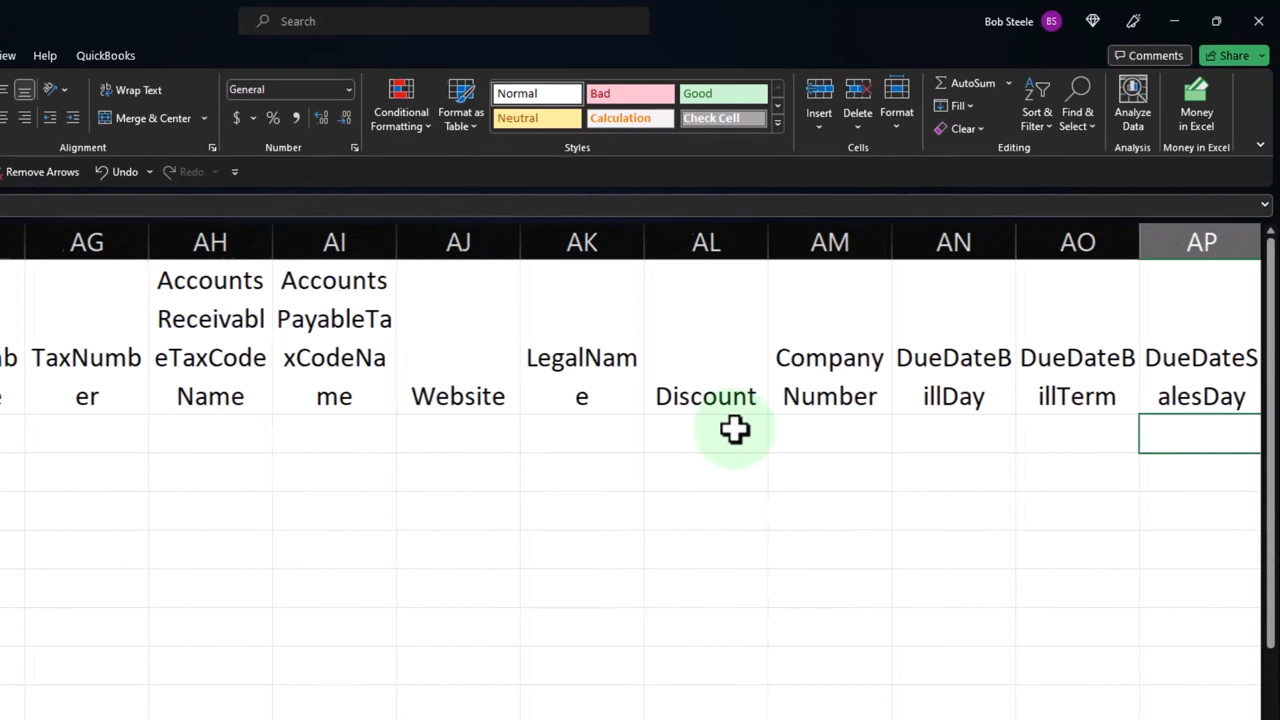 Search
Bob Steele BS
Help QuickBooks
Comments Share
Wrap Text
Merge & Center
Alignment
General
$ % ,
Number
Conditional Formatting
Format as Table
Normal Bad Good
Neutral Calculation Check Cell
Styles
Insert Delete Format
Cells
AutoSum
Fill
Clear
Sort & Filter
Find & Select
Editing
Analyze Data
Analysis
Money in Excel
Money in Excel
Remove Arrows Undo Redo
AG AH AI AJ AK AL AM AN AO AP
TaxNumb
er
Accounts
Receivabl
eTaxCode
Name
Accounts
PayableTa
xCodeNa
me
Website
LegalNam
e
Discount
Company
Number
DueDateB
illDay
DueDateB
illTerm
DueDateS
alesDay